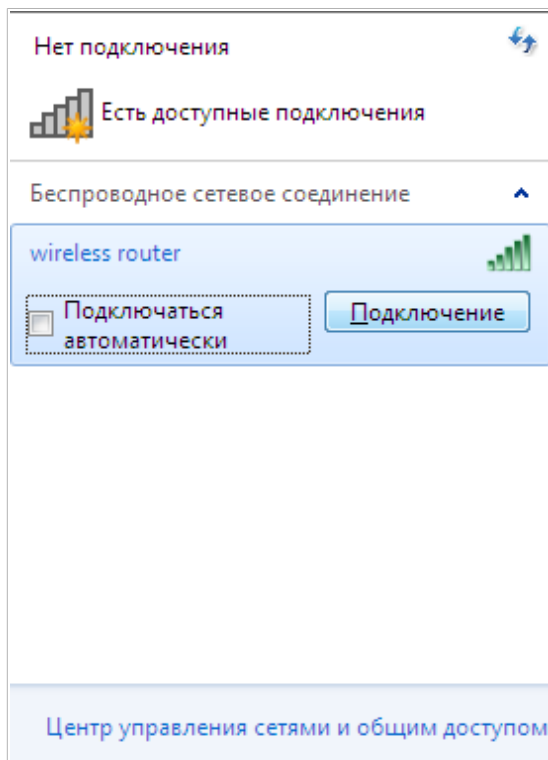 Нет подключения
Есть доступные подключения
Беспроводное сетевое соединение
wireless router
Подключаться
автоматически
Подключение
Центр управления сетями и общим доступом